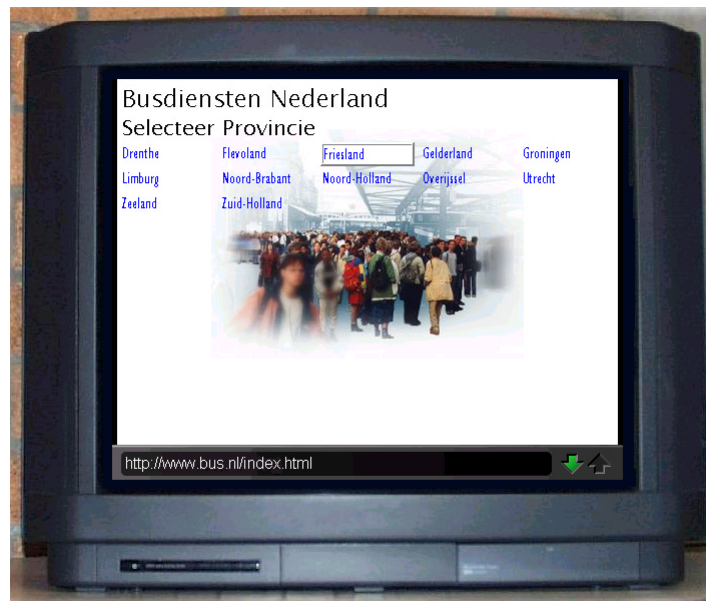 Busdiensten Nederland
Selecteer Provincie
Drenthe Flevoland Friesland Gelderland Groningen
Limburg Noord-Brabant Noord-Holland Overijssel Utrecht
Zeeland Zuid-Holland
http://www.bus.nl/index.html